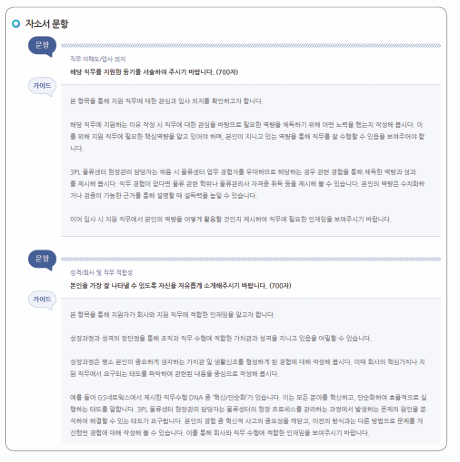 자소서 문항
문항
직무 이해도/입사 의지
해당 직무를 지원한 동기를 서술하여 주시기 바랍니다. (700자)
가이드
본 항목을 통해 지원 직무에 대한 관심과 입사 의지를 확인하고자 합니다.
해당 직무에 지원하는 이유 작성 시 직무에 대한 관심을 바탕으로 필요한 역량을 체득하기 위해 어떤 노력을 했는지 작성해 봅시다. 이
를 위해 지원 직무에 필요한 핵심역량을 알고 있어야 하며, 본인이 지니고 있는 역량을 통해 직무를 잘 수행할 수 있음을 보여주어야 합
니다.
3PL 물류센터 현장관리 담당자는 채용 시 물류센터 업무 경험자를 우대하므로 해당하는 경우 관련 경험을 통해 체득한 역량과 성과
를 제시해 봅시다. 직무 경험이 없다면 물류 관련 학위나 물류관리사 자격증 취득 등을 제시해 볼 수 있습니다. 본인의 역량은 수치화하
거나 검증이 가능한 근거를 통해 설명할 때 설득력을 높일 수 있습니다.
이어 입사 시 지원 직무에서 본인의 역량을 어떻게 활용할 것인지 제시하여 직무에 필요한 인재임을 보여주시기 바랍니다.
문항
성격/회사 및 직무 적합성
본인을 가장 잘 나타낼 수 있도록 자신을 자유롭게 소개해주시기 바랍니다. (700자)
가이드
본 항목을 통해 지원자가 회사와 지원 직무에 적합한 인재임을 알고자 합니다.
성장과정과 성격의 장단점을 통해 조직과 직무 수행에 적합한 가치관과 성격을 지니고 있음을 어필할 수 있습니다.
성장과정은 평소 본인이 중요하게 생각하는 가치관 및 생활신조를 형성하게 된 경험에 대해 작성해 봅시다. 이때 회사의 핵심가치나 지
원 직무에서 요구되는 태도를 파악하여 관련된 내용을 중심으로 작성해 봅시다.
예를 들어 GS네트웍스에서 제시한 직무수행 DNA 중 '혁신/단순화'가 있습니다. 이는 모든 분야를 혁신하고, 단순화하여 효율적으로 실
행하는 태도를 말합니다. 3PL 물류센터 현장관리 담당자는 물류센터의 현장 프로세스를 관리하는 과정에서 발생하는 문제의 원인을 분
석하여 해결할 수 있는 태도가 요구됩니다. 본인의 경험 중 혁신적 사고의 중요성을 깨닫고, 이전의 방식과는 다른 방법으로 문제를 개
선했던 경험에 대해 작성해 볼 수 있습니다. 이를 통해 회사와 직무 수행에 적합한 인재임을 보여주시기 바랍니다.